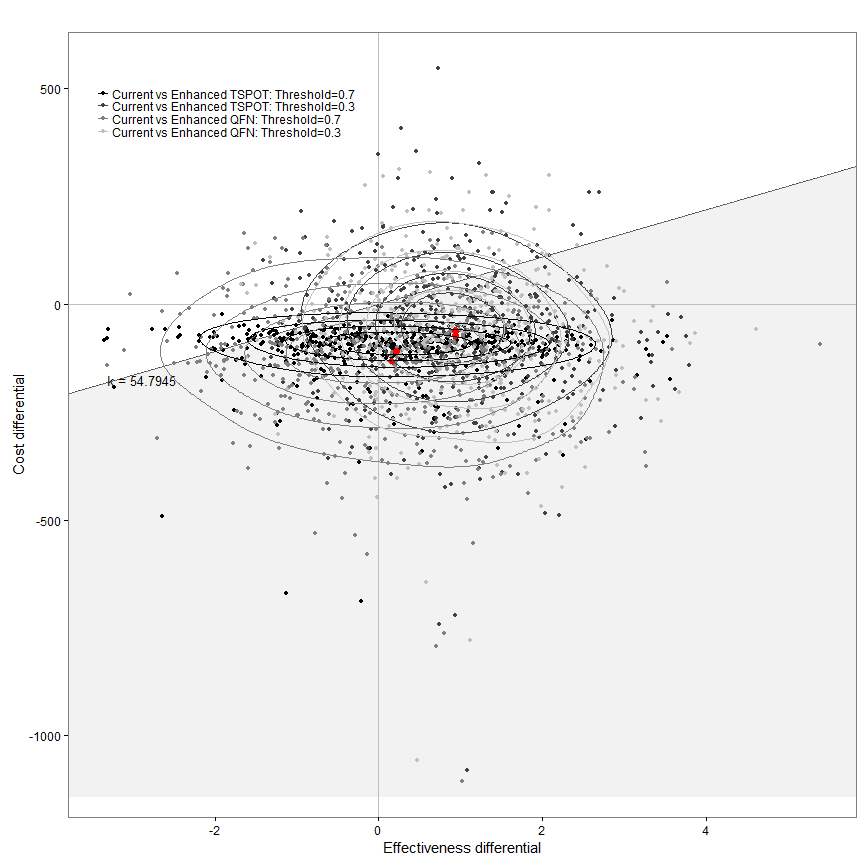 500
0
-500
-1000
Cost differential
Current vs Enhanced TSPOT: Threshold=0.7
Current vs Enhanced TSPOT: Threshold=0.3
Current vs Enhanced QFN: Threshold=0.7
Current vs Enhanced QFN: Threshold=0.3
k = 54.7945
-2
0
2
4
Effectiveness differential